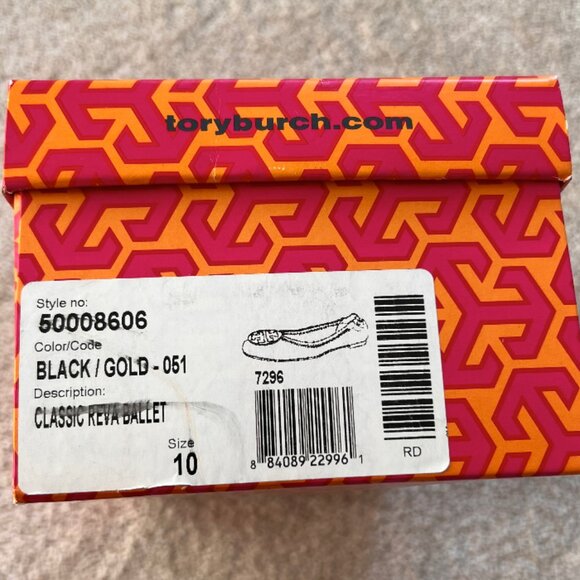 toryburch.com
Style no:
50008606
Color/Code
BLACK / GOLD - 051
Description:
CLASSIC REVA BALLET
Size
10
7296
8 84089 22996 1
RD